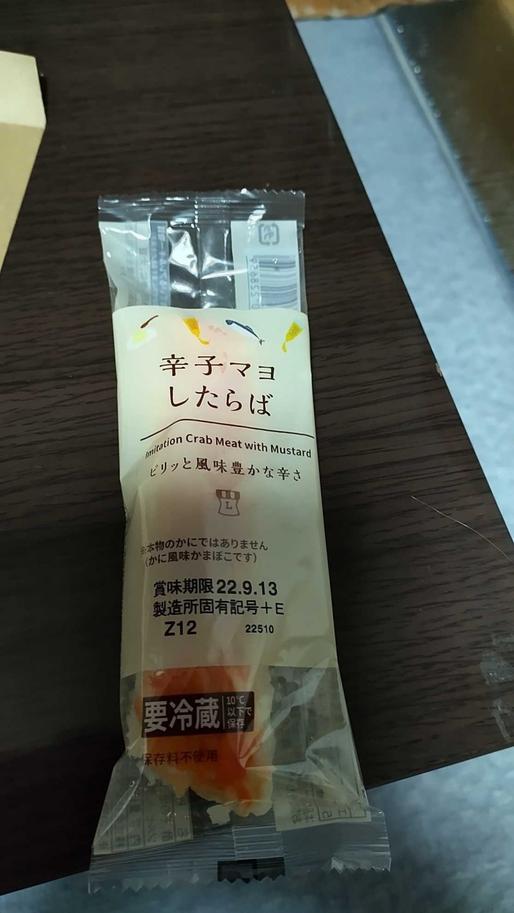 辛子マヨ
したらば
Imitation Crab Meat with Mustard
ピリッと風味豊かな辛さ
L
※本物のかにではありません
(かに風味かまぼこです)
賞味期限22.9.13
製造所固有記号＋E
Z12 22510
要冷蔵
10℃
以下で
保存
保存料不使用